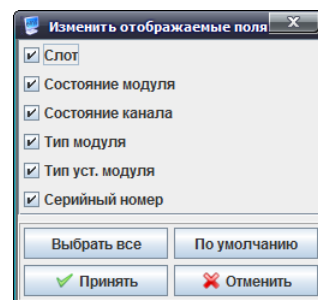 Изменить отображаемые поля
Слот
Состояние модуля
Состояние канала
Тип модуля
Тип уст. модуля
Серийный номер
Выбрать все По умолчанию
Принять Отменить